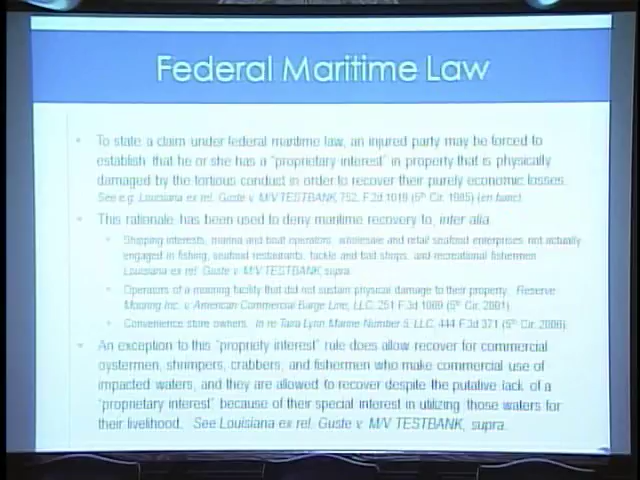 Federal Maritime Law
To state a claim under federal maritime law, an injured party may be forced to
establish that he or she has a "proprietary interest" in property that is physically
damaged by the tortious conduct in order to recover their purely economic losses.
See e.g. Louisiana ex rel. Guste v. M/V TESTBANK, 752, F.2d 1019 (5th Cir. 1985) (en banc).
This rationale has been used to deny maritime recovery to, inter alia
Shipping interests, marina and boat operators, wholesale and retail seafood enterprises not actually
engaged in fishing, seafood restaurants, tackle and bait shops, and recreational fishermen
Louisiana ex rel. Guste v. M/V TESTBANK, supra.
Operators of a mooring facility that did not sustain physical damage to their property. Reserve
Mooring Inc. v. American Commercial Barge Line, LLC, 251 F.3d 1069 (5th Cir. 2001).
Convenience store owners. In re Taira Lynn Marine Number 5, LLC, 444 F.3d 371 (5th Cir. 2006).
An exception to this "propriety interest" rule does allow recover for commercial
oystermen, shrimpers, crabbers, and fishermen who make commercial use of
impacted waters, and they are allowed to recover despite the putative lack of a
"proprietary interest" because of their special interest in utilizing those waters for
their livelihood. See Louisiana ex rel. Guste v. M/V TESTBANK, supra.